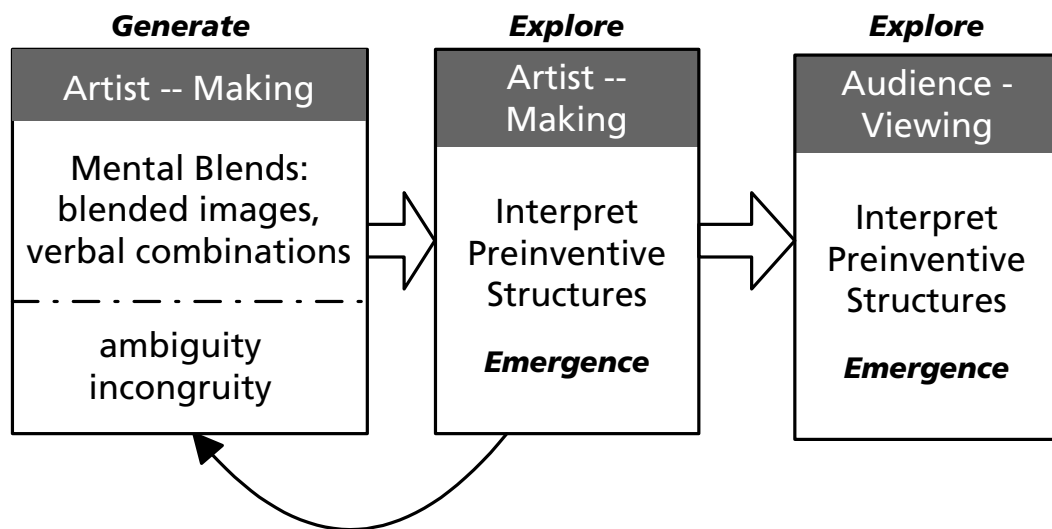 Generate
Artist -- Making
Mental Blends:
blended images,
verbal combinations
ambiguity
incongruity
Explore
Artist --
Making
Interpret
Preinventive
Structures
Emergence
Explore
Audience -
Viewing
Interpret
Preinventive
Structures
Emergence